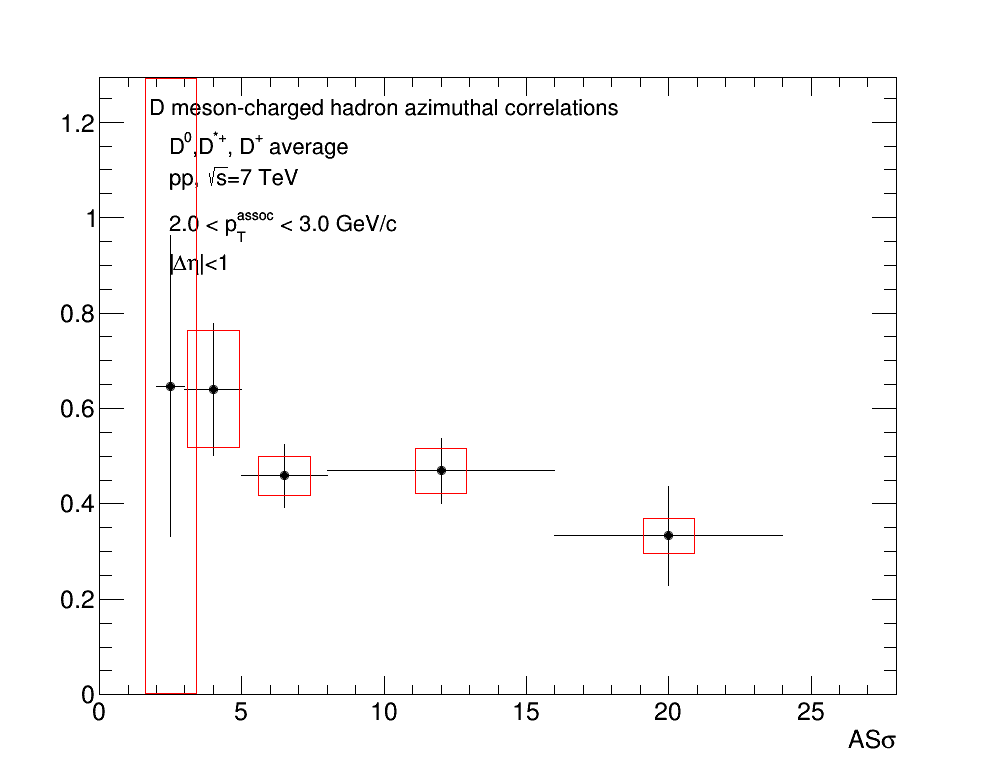 D meson-charged hadron azimuthal correlations
D⁰,D*⁺, D⁺ average
pp, √s=7 TeV
2.0 < p_T^assoc < 3.0 GeV/c
|Δη|<1
1.2
1
0.8
0.6
0.4
0.2
0
0 5 10 15 20 25
ASσ